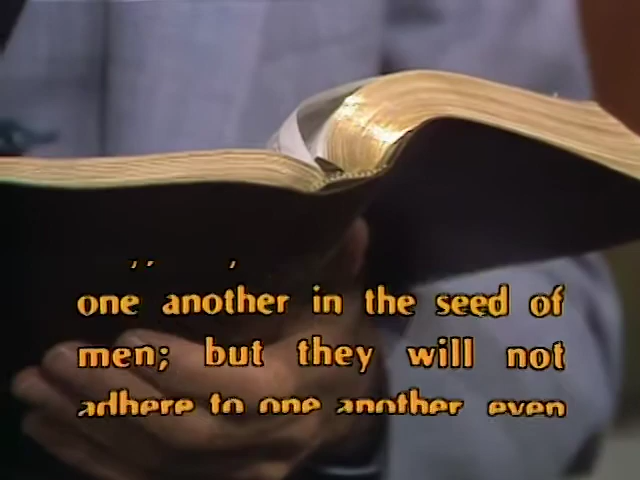 one another in the seed of
men; but they will not
adhere to one another even